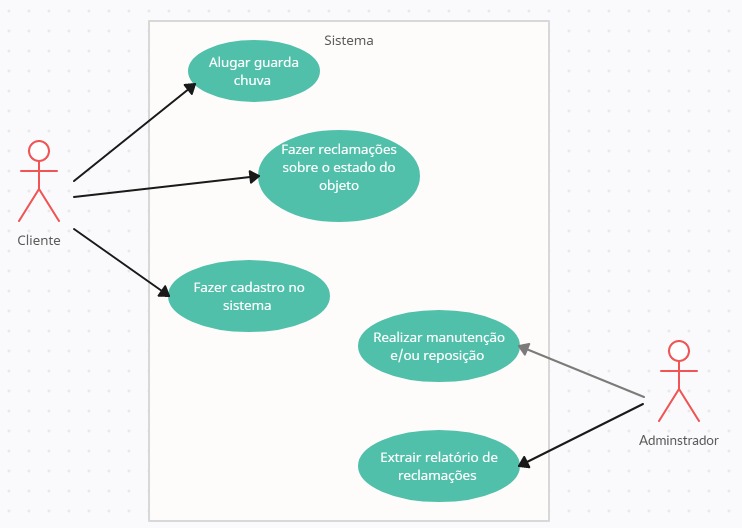 Sistema
Alugar guarda
chuva
Fazer reclamações
sobre o estado do
objeto
Cliente
Fazer cadastro no
sistema
Realizar manutenção
e/ou reposição
Adminstrador
Extrair relatório de
reclamações